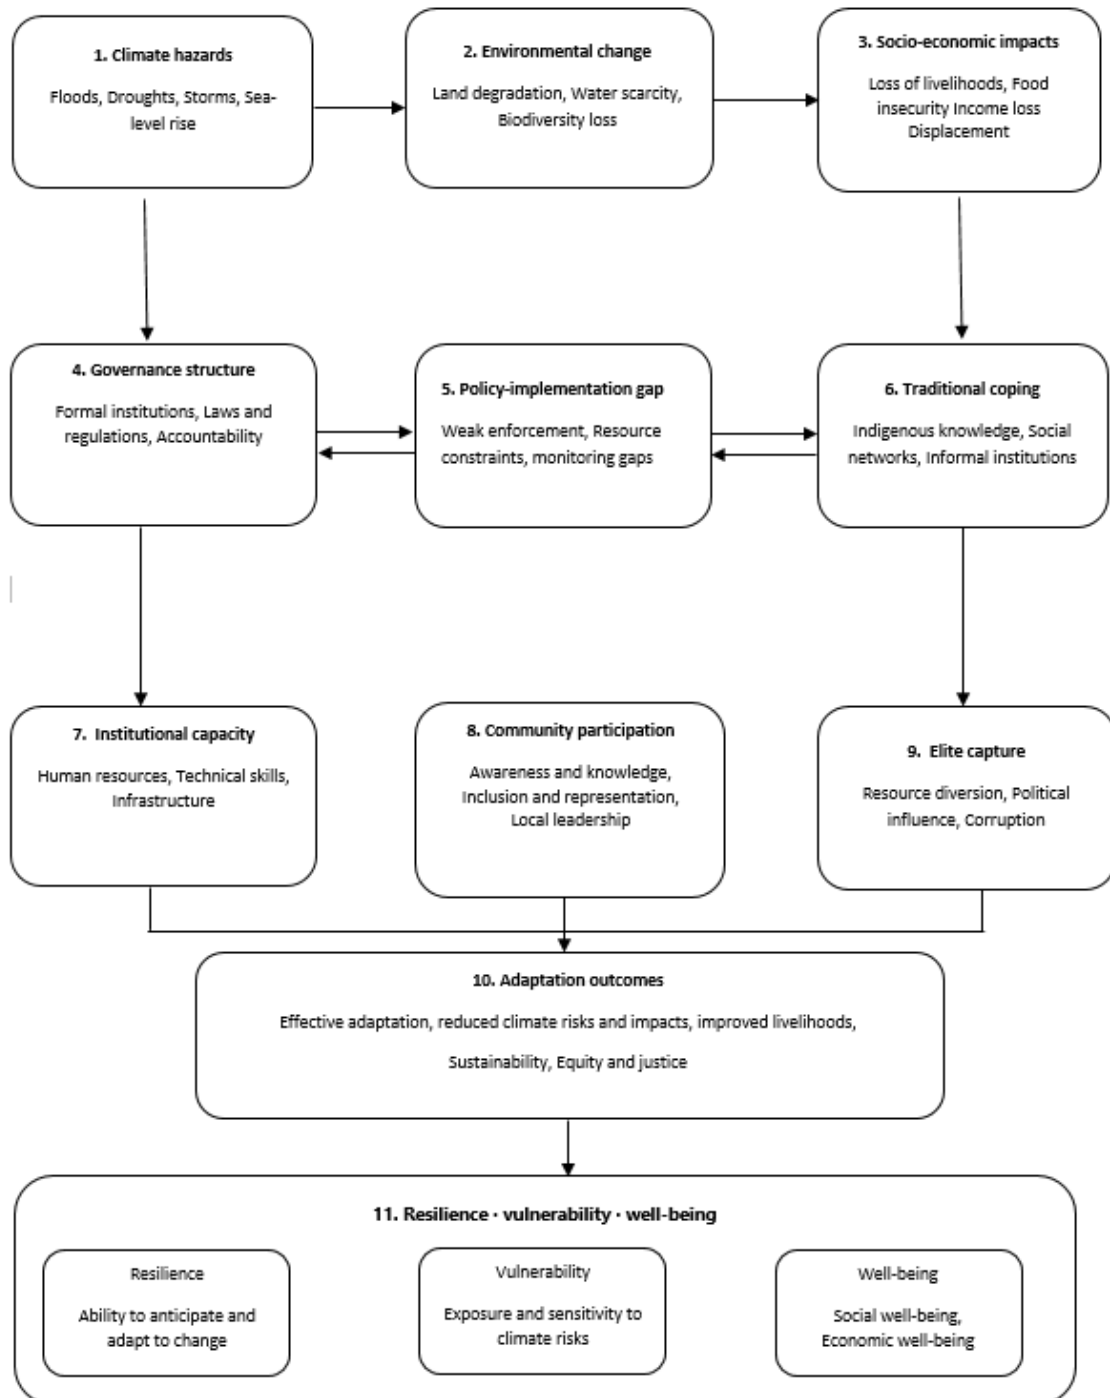 1. Climate hazards
Floods, Droughts, Storms, Sea-
level rise
2. Environmental change
Land degradation, Water scarcity,
Biodiversity loss
3. Socio-economic impacts
Loss of livelihoods, Food
insecurity Income loss
Displacement
4. Governance structure
Formal institutions, Laws and
regulations, Accountability
5. Policy-implementation gap
Weak enforcement, Resource
constraints, monitoring gaps
6. Traditional coping
Indigenous knowledge, Social
networks, Informal institutions
7. Institutional capacity
Human resources, Technical skills,
Infrastructure
8. Community participation
Awareness and knowledge,
Inclusion and representation,
Local leadership
9. Elite capture
Resource diversion, Political
influence, Corruption
10. Adaptation outcomes
Effective adaptation, reduced climate risks and impacts, improved livelihoods,
Sustainability, Equity and justice
11. Resilience · vulnerability · well-being
Resilience
Ability to anticipate and
adapt to change
Vulnerability
Exposure and sensitivity to
climate risks
Well-being
Social well-being,
Economic well-being